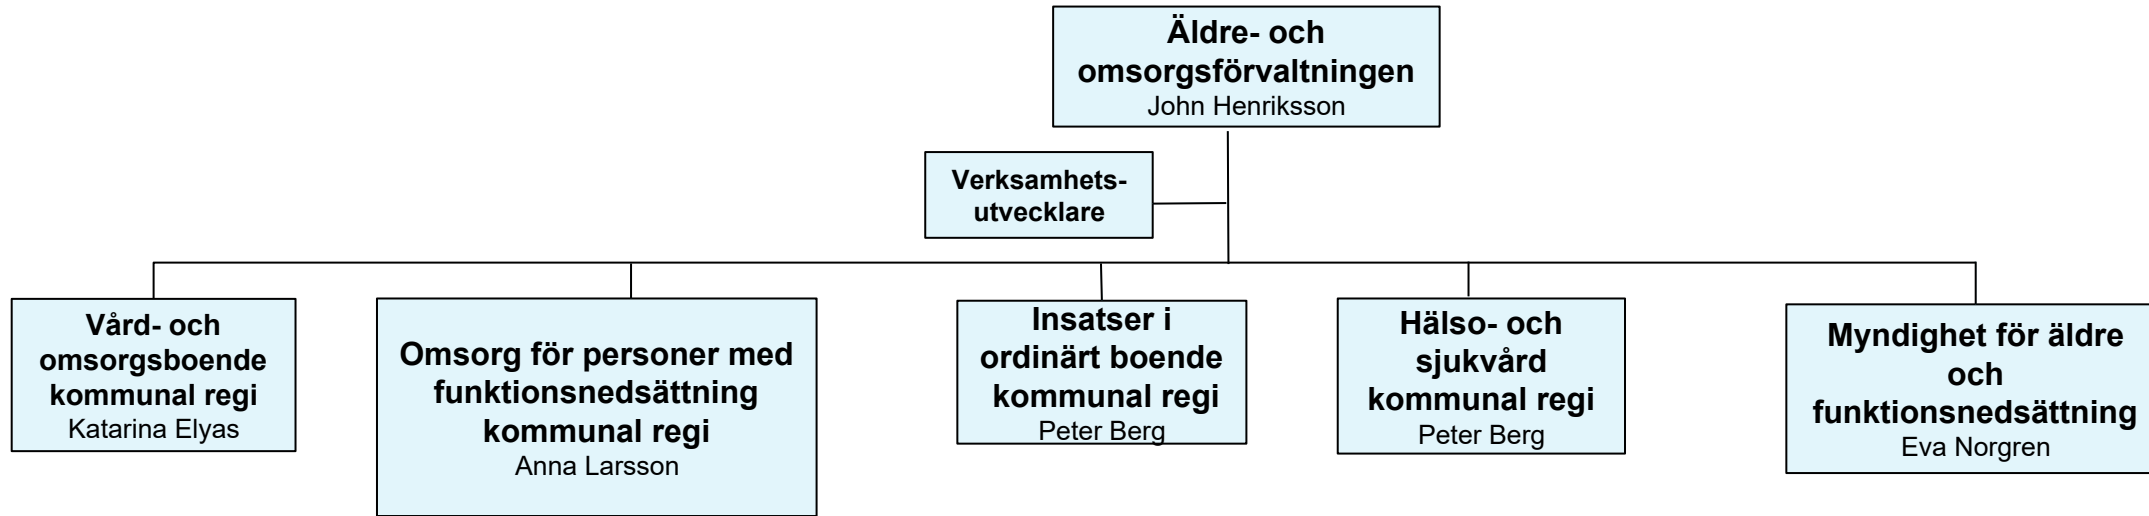 Äldre- och
omsorgsförvaltningen
John Henriksson
Verksamhets-
utvecklare
Vård- och
omsorgsboende
kommunal regi
Katarina Elyas
Omsorg för personer med
funktionsnedsättning
kommunal regi
Anna Larsson
Insatser i
ordinärt boende
kommunal regi
Peter Berg
Hälso- och
sjukvård
kommunal regi
Peter Berg
Myndighet för äldre
och
funktionsnedsättning
Eva Norgren